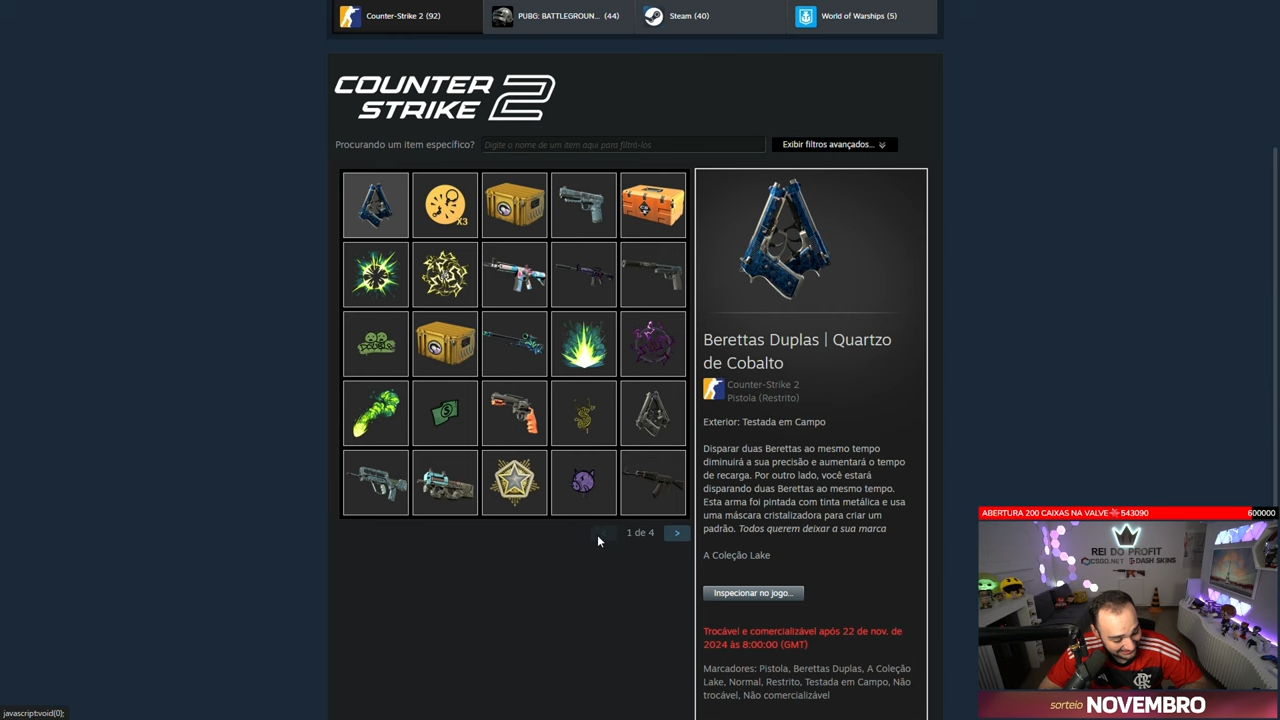 Counter-Strike 2 (92)
PUBG: BATTLEGROUN... (44)
Steam (40)
World of Warships (5)
COUNTER
STRIKE 2
Procurando um item específico?
Digite o nome de um item aqui para filtrá-los
Exibir filtros avançados...
X3
Berettas Duplas | Quartzo
de Cobalto
Counter-Strike 2
Pistola (Restrito)
Exterior: Testada em Campo
Disparar duas Berettas ao mesmo tempo
diminuirá a sua precisão e aumentará o tempo
de recarga. Por outro lado, você estará
disparando duas Berettas ao mesmo tempo.
Esta arma foi pintada com tinta metálica e usa
uma máscara cristalizadora para criar um
padrão. Todos querem deixar a sua marca
A Coleção Lake
1 de 4 >
Inspecionar no jogo...
Trocável e comercializável após 22 de nov. de
2024 às 8:00:00 (GMT)
Marcadores: Pistola, Berettas Duplas, A Coleção
Lake, Normal, Restrito, Testada em Campo, Não
trocável, Não comercializável
ABERTURA 200 CAIXAS NA VALVE 543090
600000
REI DO PROFIT
CSGO.NET DASH SKINS
sorteio NOVEMBRO
javascript:void(0);